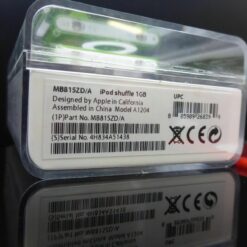 MB815ZD/A iPod shuffle 1GB
Designed by Apple in California
Assembled in China Model A1204
(1P)Part No. MB815ZD/A
(S)Serial No. 4H834A51438
UPC